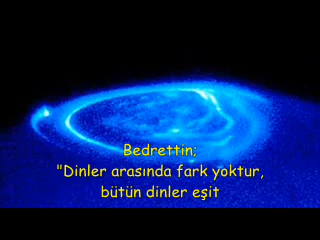 Bedrettin;
"Dinler arasında fark yoktur,
bütün dinler eşit